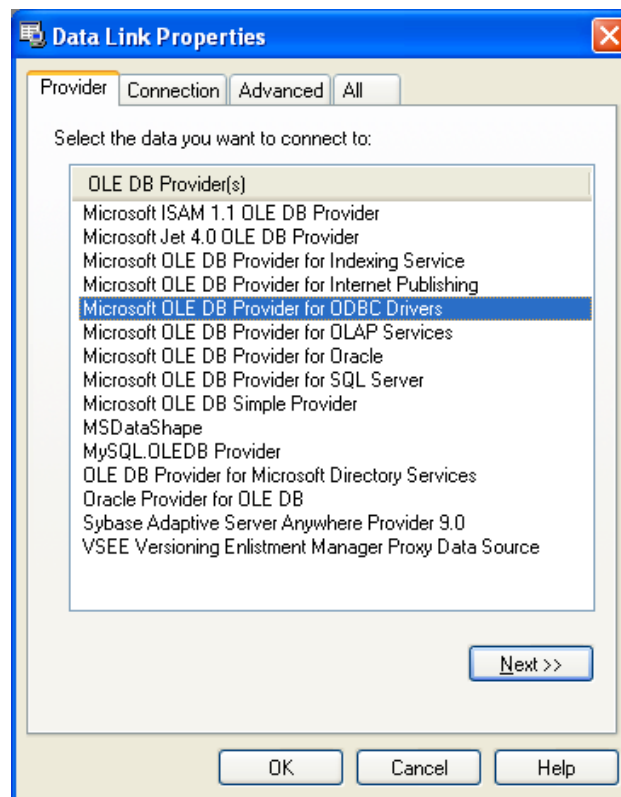 Data Link Properties
Provider Connection Advanced All
Select the data you want to connect to:
OLE DB Provider(s)
Microsoft ISAM 1.1 OLE DB Provider
Microsoft Jet 4.0 OLE DB Provider
Microsoft OLE DB Provider for Indexing Service
Microsoft OLE DB Provider for Internet Publishing
Microsoft OLE DB Provider for ODBC Drivers
Microsoft OLE DB Provider for OLAP Services
Microsoft OLE DB Provider for Oracle
Microsoft OLE DB Provider for SQL Server
Microsoft OLE DB Simple Provider
MSDataShape
MySQL.OLEDB Provider
OLE DB Provider for Microsoft Directory Services
Oracle Provider for OLE DB
Sybase Adaptive Server Anywhere Provider 9.0
VSEE Versioning Enlistment Manager Proxy Data Source
Next >>
OK Cancel Help